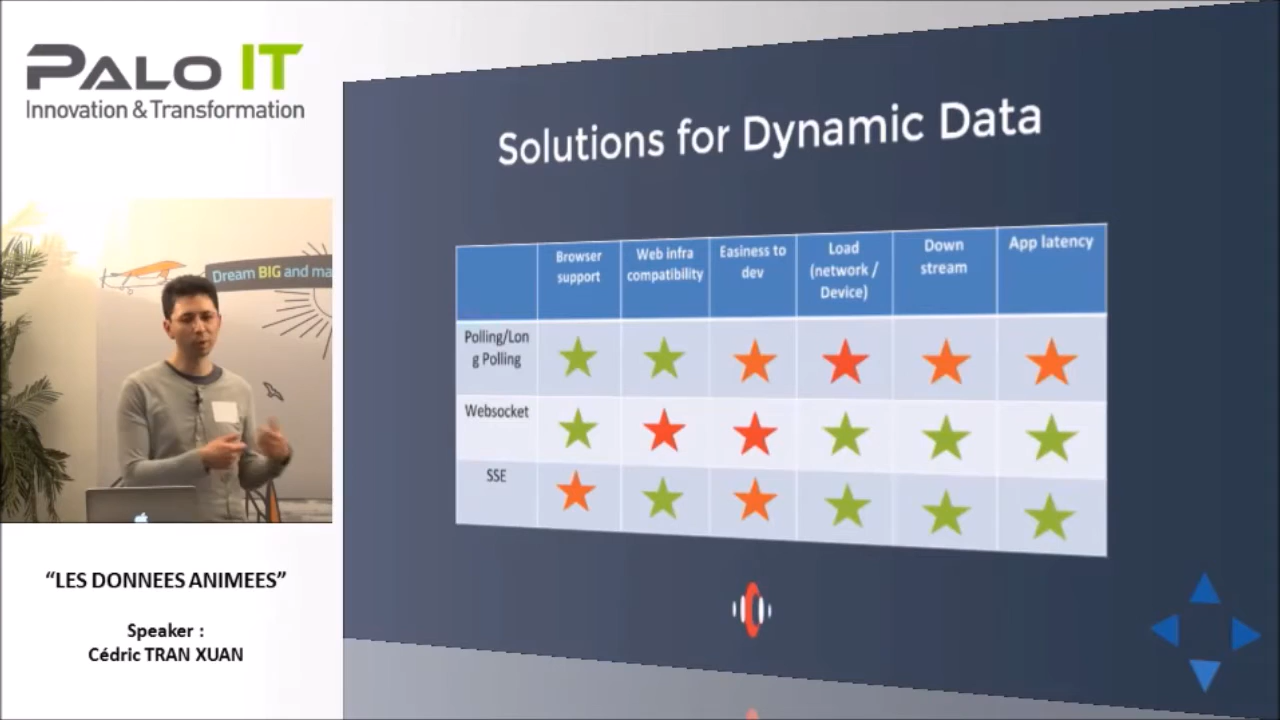 PALO IT
Innovation & Transformation
Dream BIG and ma
“LES DONNEES ANIMEES”
Speaker :
Cédric TRAN XUAN
Solutions for Dynamic Data
Browser
support
Web infra
compatibility
Easiness to
dev
Load
(network /
Device)
Down
stream
App latency
Polling/Lon
g Polling
Websocket
SSE